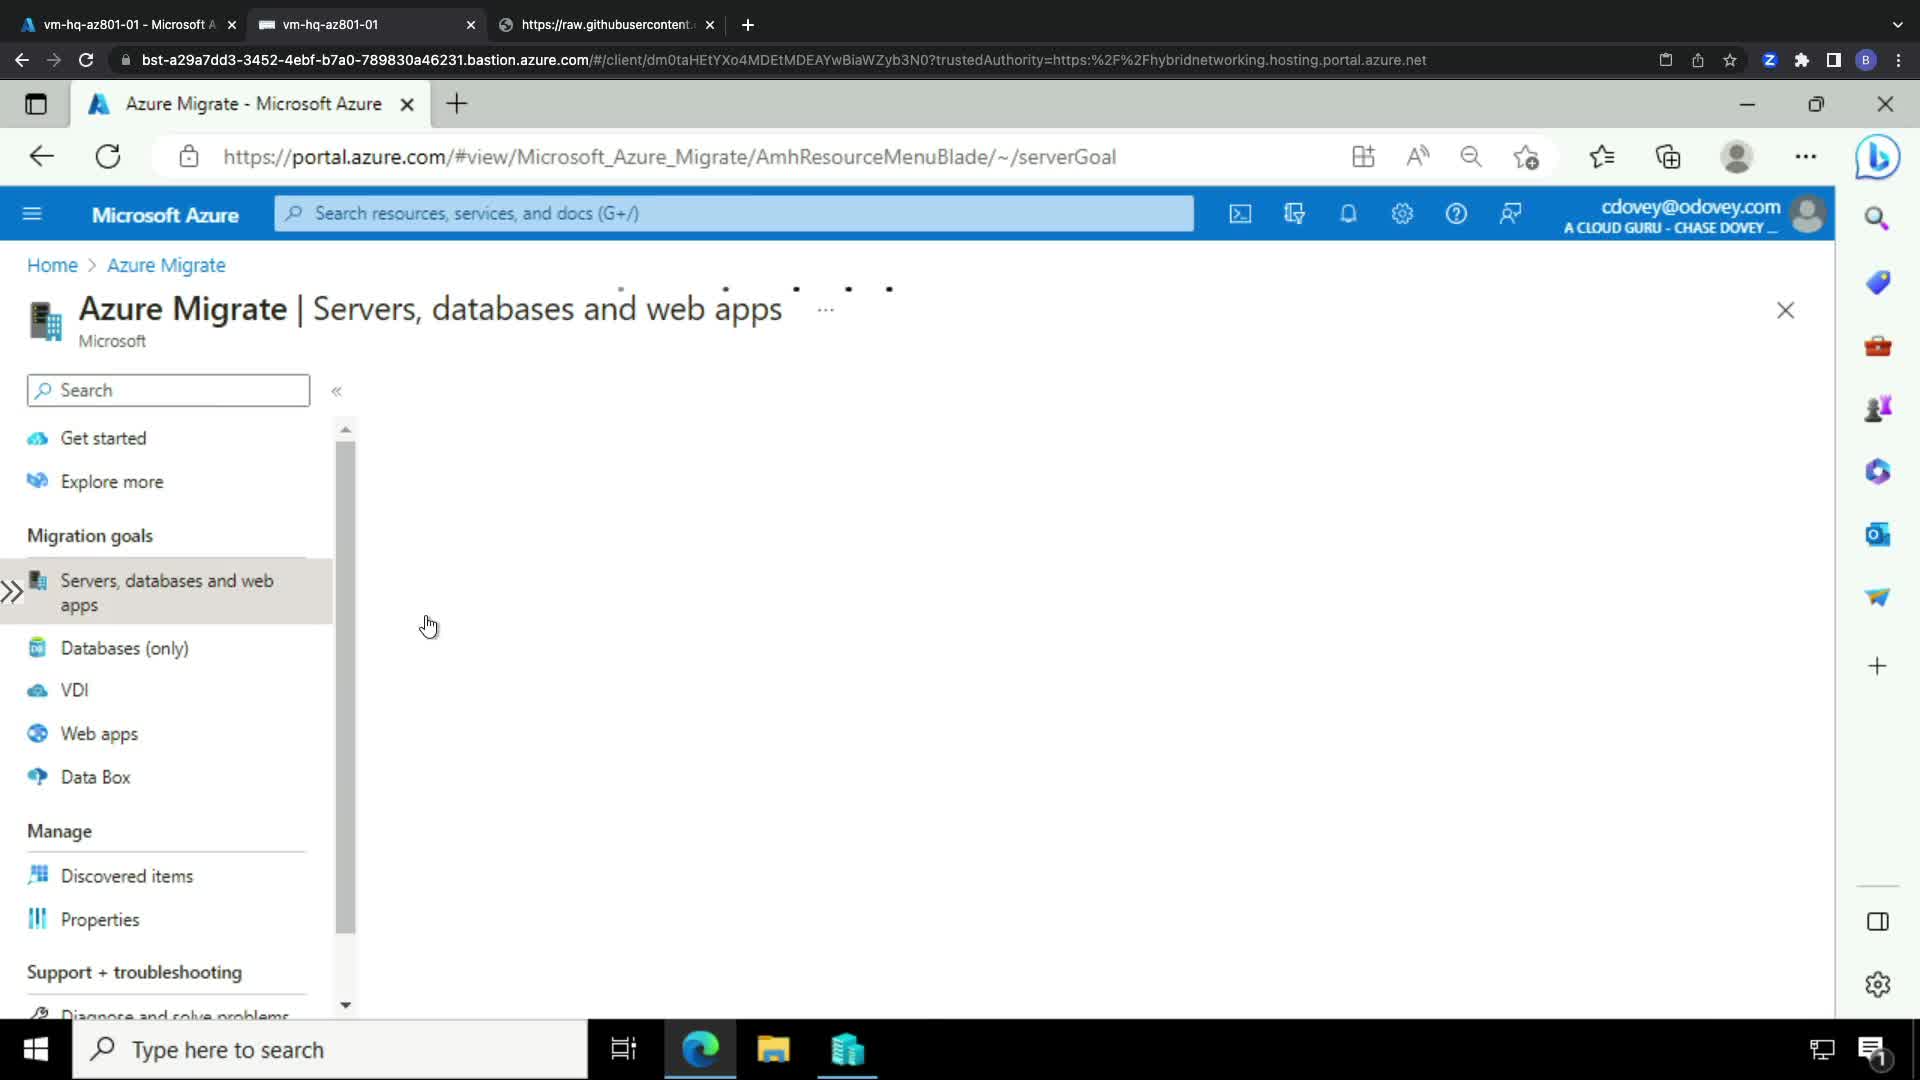 vm-hq-az801-01 - Microsoft A
vm-hq-az801-01
https://raw.githubusercontent.
bst-a29a7dd3-3452-4ebf-b7a0-789830a46231.bastion.azure.com/#/client/dm0taHEtYXo4MDEtMDEAYwBiaWZyb3N0?trustedAuthority=https:%2F%2Fhybridnetworking.hosting.portal.azure.net
B
Azure Migrate - Microsoft Azure
https://portal.azure.com/#view/Microsoft_Azure_Migrate/AmhResourceMenuBlade/~/serverGoal
Microsoft Azure
Search resources, services, and docs (G+/)
cdovey@odovey.com
A CLOUD GURU - CHASE DOVEY ...
Home > Azure Migrate
Azure Migrate | Servers, databases and web apps ...
Microsoft
Search
Get started
Explore more
Migration goals
Servers, databases and web
apps
Databases (only)
VDI
Web apps
Data Box
Manage
Discovered items
Properties
Support + troubleshooting
Diagnose and solve problems
Type here to search
1